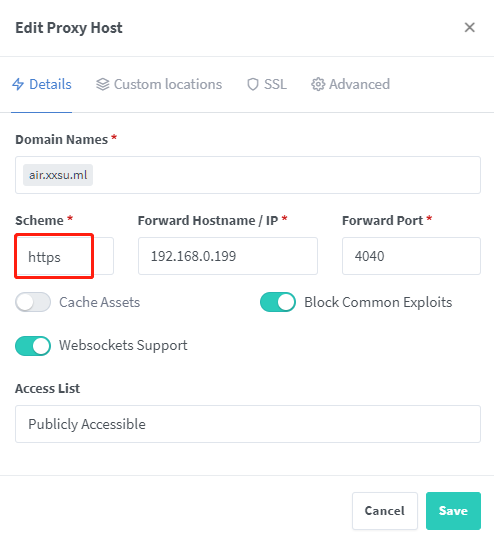 Edit Proxy Host
Details Custom locations SSL Advanced
Domain Names *
air.xxsu.ml
Scheme * Forward Hostname / IP * Forward Port *
https 192.168.0.199 4040
Cache Assets Block Common Exploits
Websockets Support
Access List
Publicly Accessible
Cancel Save